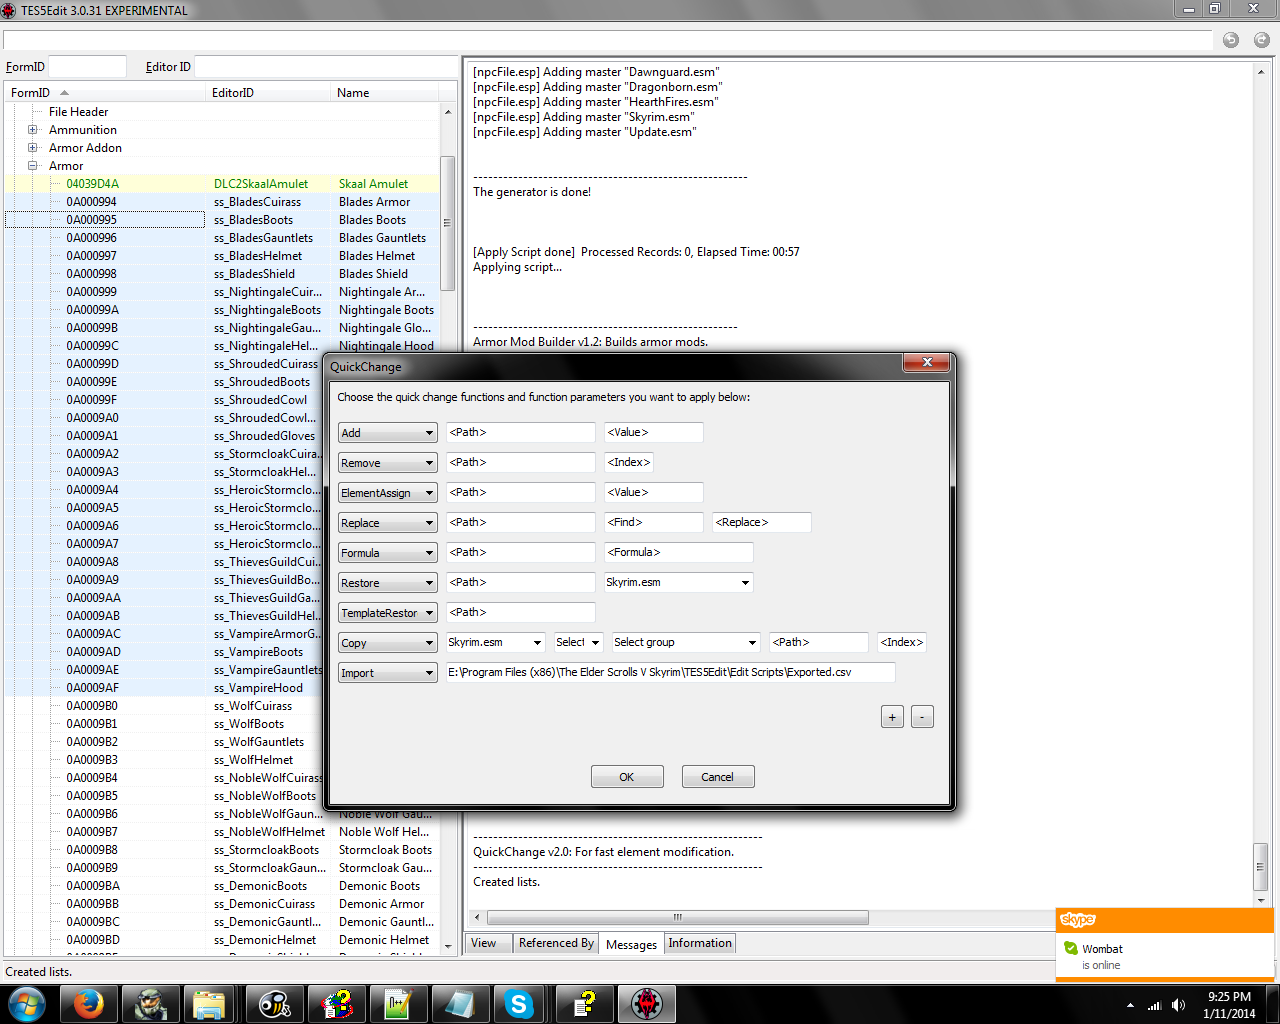 TES5Edit 3.0.31 EXPERIMENTAL
FormID
Editor ID
FormID EditorID Name
File Header
Ammunition
Armor Addon
Armor
04039D4A DLC2SkaalAmulet Skaal Amulet
0A000994 ss_BladesCuirass Blades Armor
0A000995 ss_BladesBoots Blades Boots
0A000996 ss_BladesGauntlets Blades Gauntlets
0A000997 ss_BladesHelmet Blades Helmet
0A000998 ss_BladesShield Blades Shield
0A000999 ss_NightingaleCuir... Nightingale Ar...
0A00099A ss_NightingaleBoots Nightingale Boots
0A00099B ss_NightingaleGau... Nightingale Glo...
0A00099C ss_NightingaleHel... Nightingale Hood
0A00099D ss_ShroudedCuirass
0A00099E ss_ShroudedBoots
0A00099F ss_ShroudedCowl
0A0009A0 ss_ShroudedCowl...
0A0009A1 ss_ShroudedGloves
0A0009A2 ss_StormcloakCuira...
0A0009A3 ss_StormcloakHel...
0A0009A4 ss_HeroicStormclo...
0A0009A5 ss_HeroicStormclo...
0A0009A6 ss_HeroicStormclo...
0A0009A7 ss_HeroicStormclo...
0A0009A8 ss_ThievesGuildCui...
0A0009A9 ss_ThievesGuildBo...
0A0009AA ss_ThievesGuildGa...
0A0009AB ss_ThievesGuildHel...
0A0009AC ss_VampireArmorG...
0A0009AD ss_VampireBoots
0A0009AE ss_VampireGauntlets
0A0009AF ss_VampireHood
0A0009B0 ss_WolfCuirass
0A0009B1 ss_WolfBoots
0A0009B2 ss_WolfGauntlets
0A0009B3 ss_WolfHelmet
0A0009B4 ss_NobleWolfCuirass
0A0009B5 ss_NobleWolfBoots
0A0009B6 ss_NobleWolfGaun... Noble Wolf Gau...
0A0009B7 ss_NobleWolfHelmet Noble Wolf Hel...
0A0009B8 ss_StormcloakBoots Stormcloak Boots
0A0009B9 ss_StormcloakGaun... Stormcloak Gau...
0A0009BA ss_DemonicBoots Demonic Boots
0A0009BB ss_DemonicCuirass Demonic Armor
0A0009BC ss_DemonicGauntl... Demonic Gauntl...
0A0009BD ss_DemonicHelmet Demonic Helmet
[npcFile.esp] Adding master "Dawnguard.esm"
[npcFile.esp] Adding master "Dragonborn.esm"
[npcFile.esp] Adding master "HearthFires.esm"
[npcFile.esp] Adding master "Skyrim.esm"
[npcFile.esp] Adding master "Update.esm"
-------------------------------------------------------
The generator is done!
[Apply Script done] Processed Records: 0, Elapsed Time: 00:57
Applying script...
-----------------------------------------------------
Armor Mod Builder v1.2: Builds armor mods.
QuickChange
Choose the quick change functions and function parameters you want to apply below:
Add <Path> <Value>
Remove <Path> <Index>
ElementAssign <Path> <Value>
Replace <Path> <Find> <Replace>
Formula <Path> <Formula>
Restore <Path> Skyrim.esm
TemplateRestor <Path>
Copy Skyrim.esm Select Select group <Path> <Index>
Import E:\Program Files (x86)\The Elder Scrolls V Skyrim\TES5Edit\Edit Scripts\Exported.csv
+ -
OK Cancel
----------------------------------------------------------
QuickChange v2.0: For fast element modification.
----------------------------------------------------------
Created lists.
View Referenced By Messages Information
Created lists.
skype
Wombat
is online
9:25 PM
1/11/2014